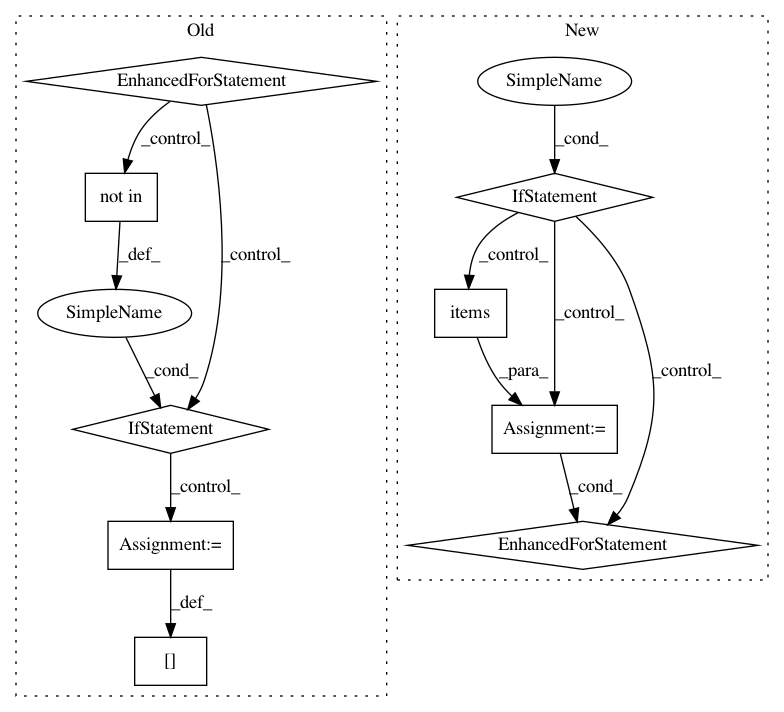 Old
EnhancedForStatement
_control_
not in
_def_
_control_
SimpleName
_cond_
IfStatement
_control_
Assignment:=
_def_
[]
New
SimpleName
_cond_
IfStatement
_control_
items
_control_
_para_
_control_
Assignment:=
_cond_
EnhancedForStatement